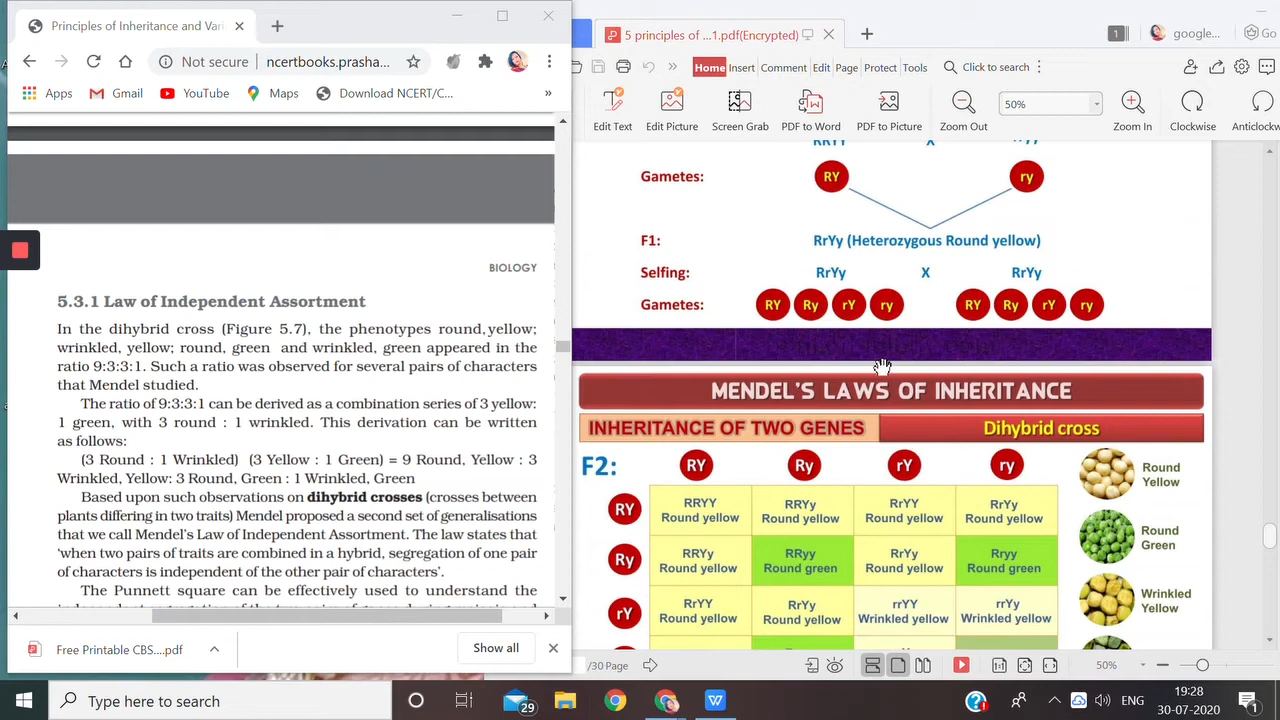 Principles of Inheritance and Vari
Not secure
ncertbooks.prasha...
Apps
Gmail
YouTube
Maps
Download NCERT/C...
»
BIOLOGY
5.3.1 Law of Independent Assortment
In the dihybrid cross (Figure 5.7), the phenotypes round, yellow;
wrinkled, yellow; round, green and wrinkled, green appeared in the
ratio 9:3:3:1. Such a ratio was observed for several pairs of characters
that Mendel studied.
The ratio of 9:3:3:1 can be derived as a combination series of 3 yellow:
1 green, with 3 round : 1 wrinkled. This derivation can be written
as follows:
(3 Round : 1 Wrinkled) (3 Yellow : 1 Green) = 9 Round, Yellow : 3
Wrinkled, Yellow: 3 Round, Green : 1 Wrinkled, Green
Based upon such observations on dihybrid crosses (crosses between
plants differing in two traits) Mendel proposed a second set of generalisations
that we call Mendel's Law of Independent Assortment. The law states that
'when two pairs of traits are combined in a hybrid, segregation of one pair
of characters is independent of the other pair of characters'.
The Punnett square can be effectively used to understand the
Free Printable CBS....pdf
Show all
5 principles of ...1.pdf(Encrypted)
1
google...
Go
Home Insert Comment Edit Page Protect Tools
Click to search
Edit Text
Edit Picture
Screen Grab
PDF to Word
PDF to Picture
Zoom Out
50%
Zoom In
Clockwise
Anticlockw
RRYY X rryy
Gametes: RY ry
F1: RrYy (Heterozygous Round yellow)
Selfing: RrYy X RrYy
Gametes: RY Ry rY ry RY Ry rY ry
MENDEL'S LAWS OF INHERITANCE
INHERITANCE OF TWO GENES
Dihybrid cross
F2: RY Ry rY ry
RY
RRYY RRYy RrYY RrYy
Round yellow Round yellow Round yellow Round yellow
Ry
RRYy RRyy RrYy Rryy
Round yellow Round green Round yellow Round green
rY
RrYY RrYy rrYY rrYy
Round yellow Round yellow Wrinkled yellow Wrinkled yellow
Round
Yellow
Round
Green
Wrinkled
Yellow
/30 Page
1:1
50%
Type here to search
29
ENG
19:28
30-07-2020
1